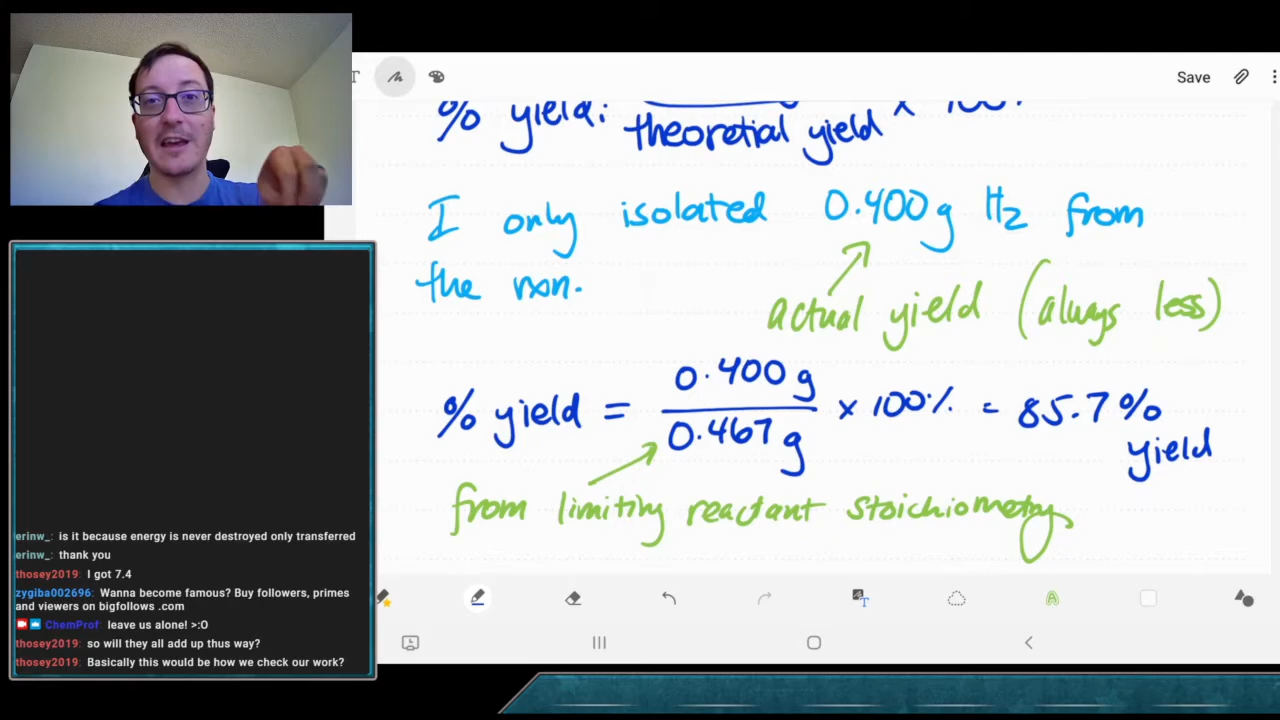 T
Save
% yield:
theoretial yield
x 100%
I only isolated 0.400g H2 from
the rxn.
actual yield (always less)
% yield = 0.400 g
0.467 g
x 100% = 85.7%
yield
from limiting reactant stoichiometry
erinw_: is it because energy is never destroyed only transferred
erinw_: thank you
thosey2019: I got 7.4
zygiba002696: Wanna become famous? Buy followers, primes
and viewers on bigfollows .com
ChemProf: leave us alone! >:O
thosey2019: so will they all add up thus way?
thosey2019: Basically this would be how we check our work?
T
A